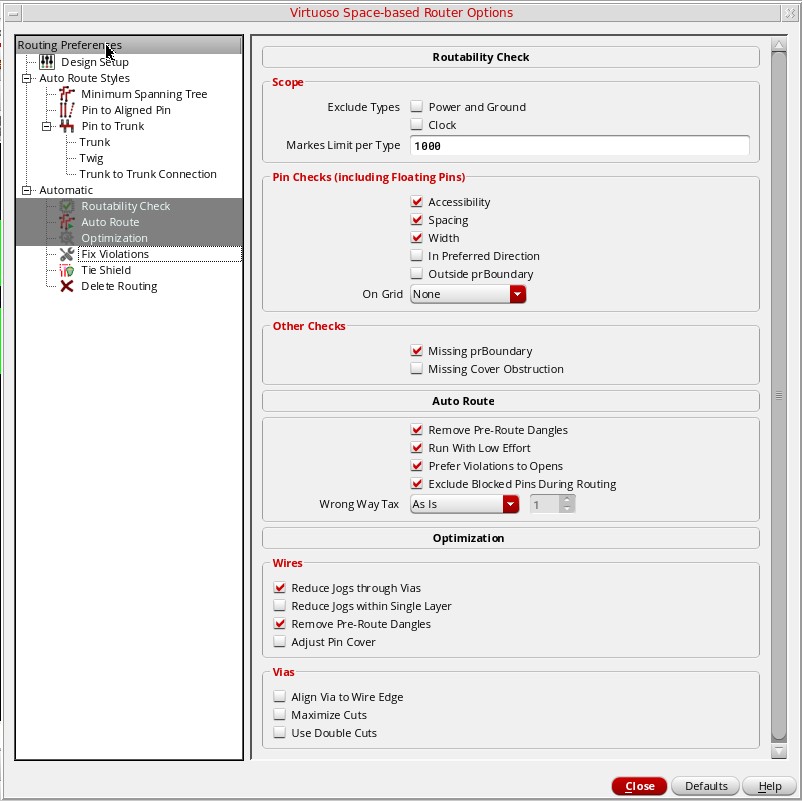 Virtuoso Space-based Router Options
Routing Preferences
Design Setup
Auto Route Styles
Minimum Spanning Tree
Pin to Aligned Pin
Pin to Trunk
Trunk
Twig
Trunk to Trunk Connection
Automatic
Routability Check
Auto Route
Optimization
Fix Violations
Tie Shield
Delete Routing
Routability Check
Scope
Exclude Types Power and Ground
Clock
Markes Limit per Type 1000
Pin Checks (including Floating Pins)
Accessibility
Spacing
Width
In Preferred Direction
Outside prBoundary
On Grid None
Other Checks
Missing prBoundary
Missing Cover Obstruction
Auto Route
Remove Pre-Route Dangles
Run With Low Effort
Prefer Violations to Opens
Exclude Blocked Pins During Routing
Wrong Way Tax As Is 1
Optimization
Wires
Reduce Jogs through Vias
Reduce Jogs within Single Layer
Remove Pre-Route Dangles
Adjust Pin Cover
Vias
Align Via to Wire Edge
Maximize Cuts
Use Double Cuts
Close Defaults Help